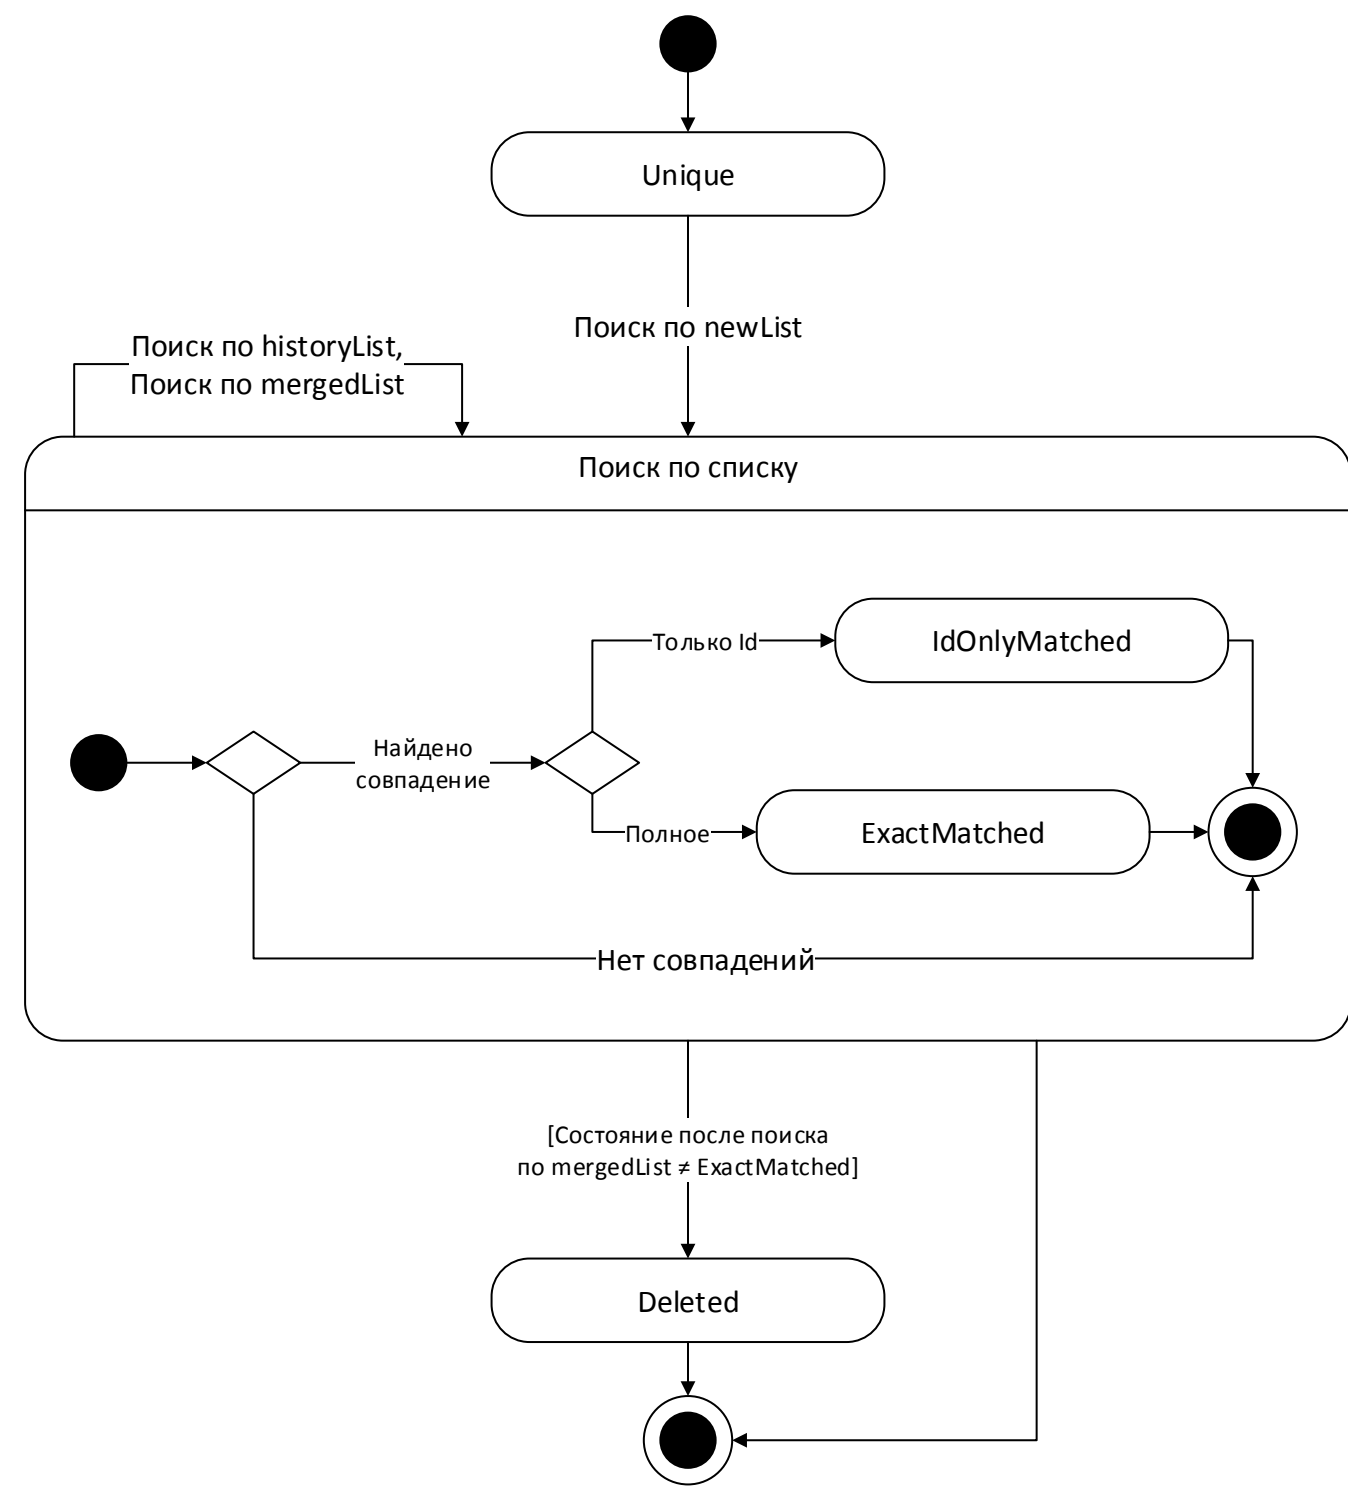 Unique
Поиск по newList
Поиск по historyList,
Поиск по mergedList
Поиск по списку
Только Id
IdOnlyMatched
Найдено
совпадение
Полное
ExactMatched
Нет совпадений
[Состояние после поиска
по mergedList ≠ ExactMatched]
Deleted